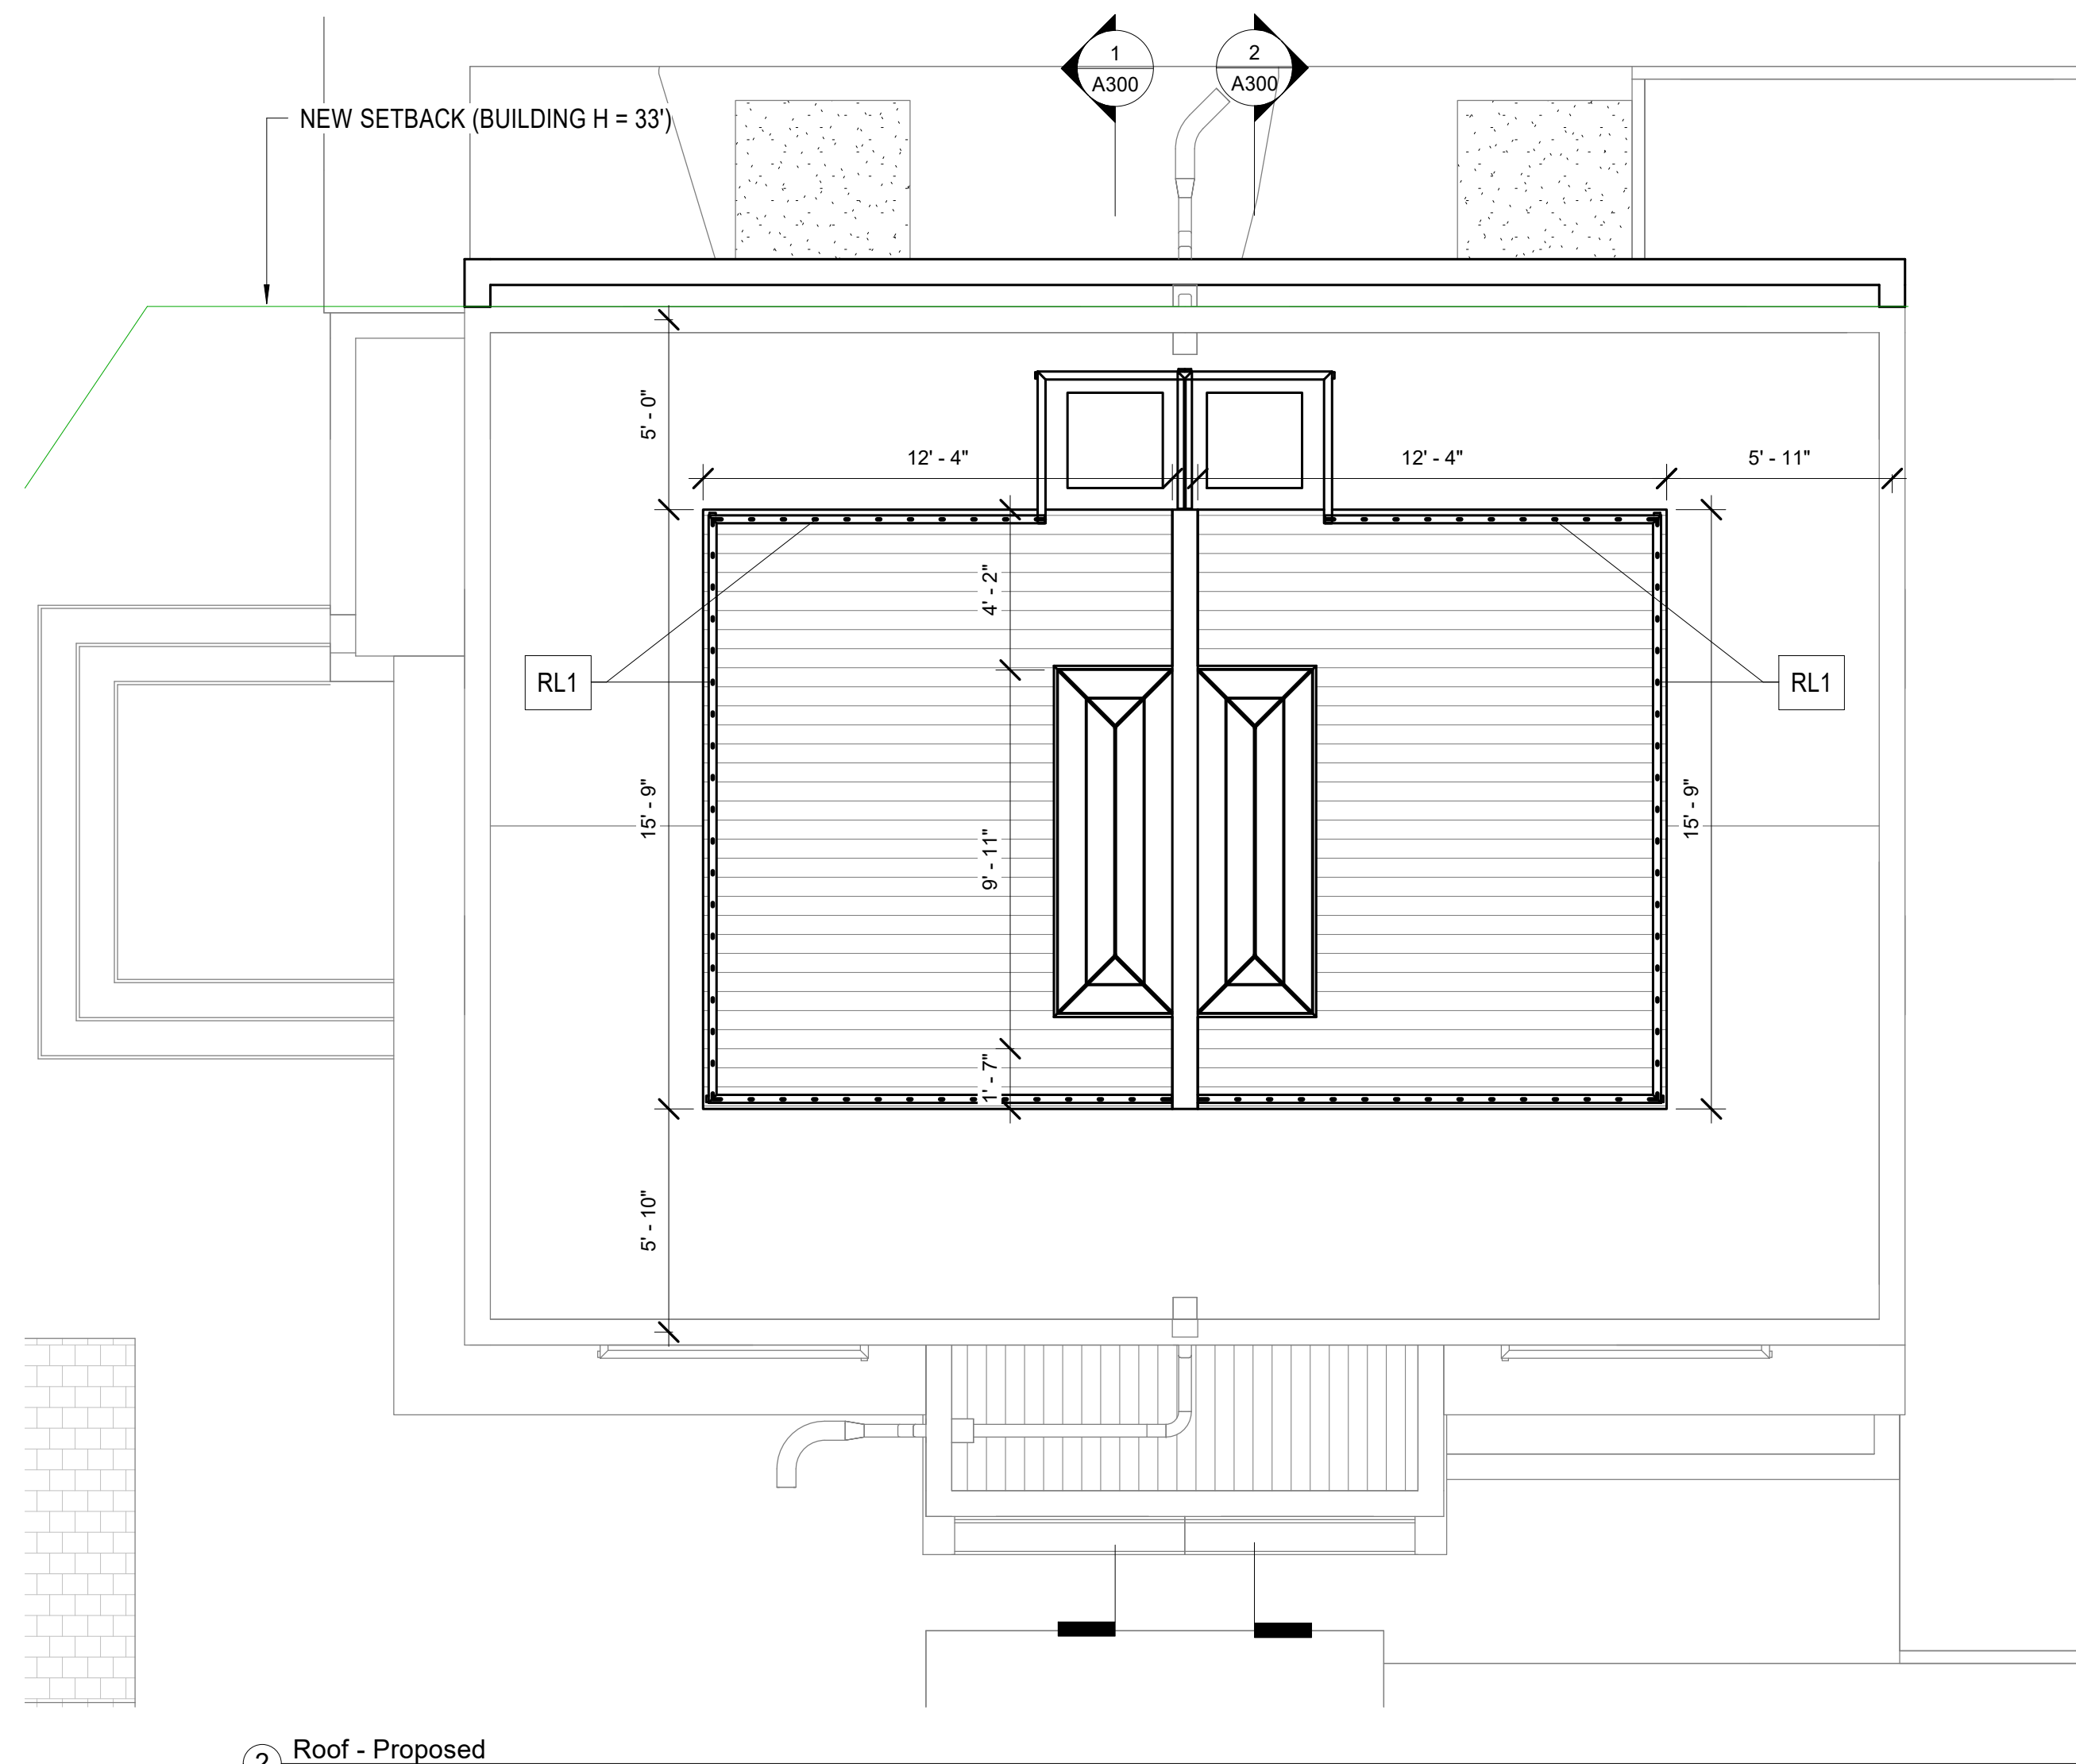 1
A300
2
A300
NEW SETBACK (BUILDING H = 33')
5' - 0"
12' - 4"
12' - 4"
5' - 11"
4' - 2"
RL1
RL1
15' - 9"
9' - 11"
15' - 9"
1' - 7"
5' - 10"
2
Roof - Proposed